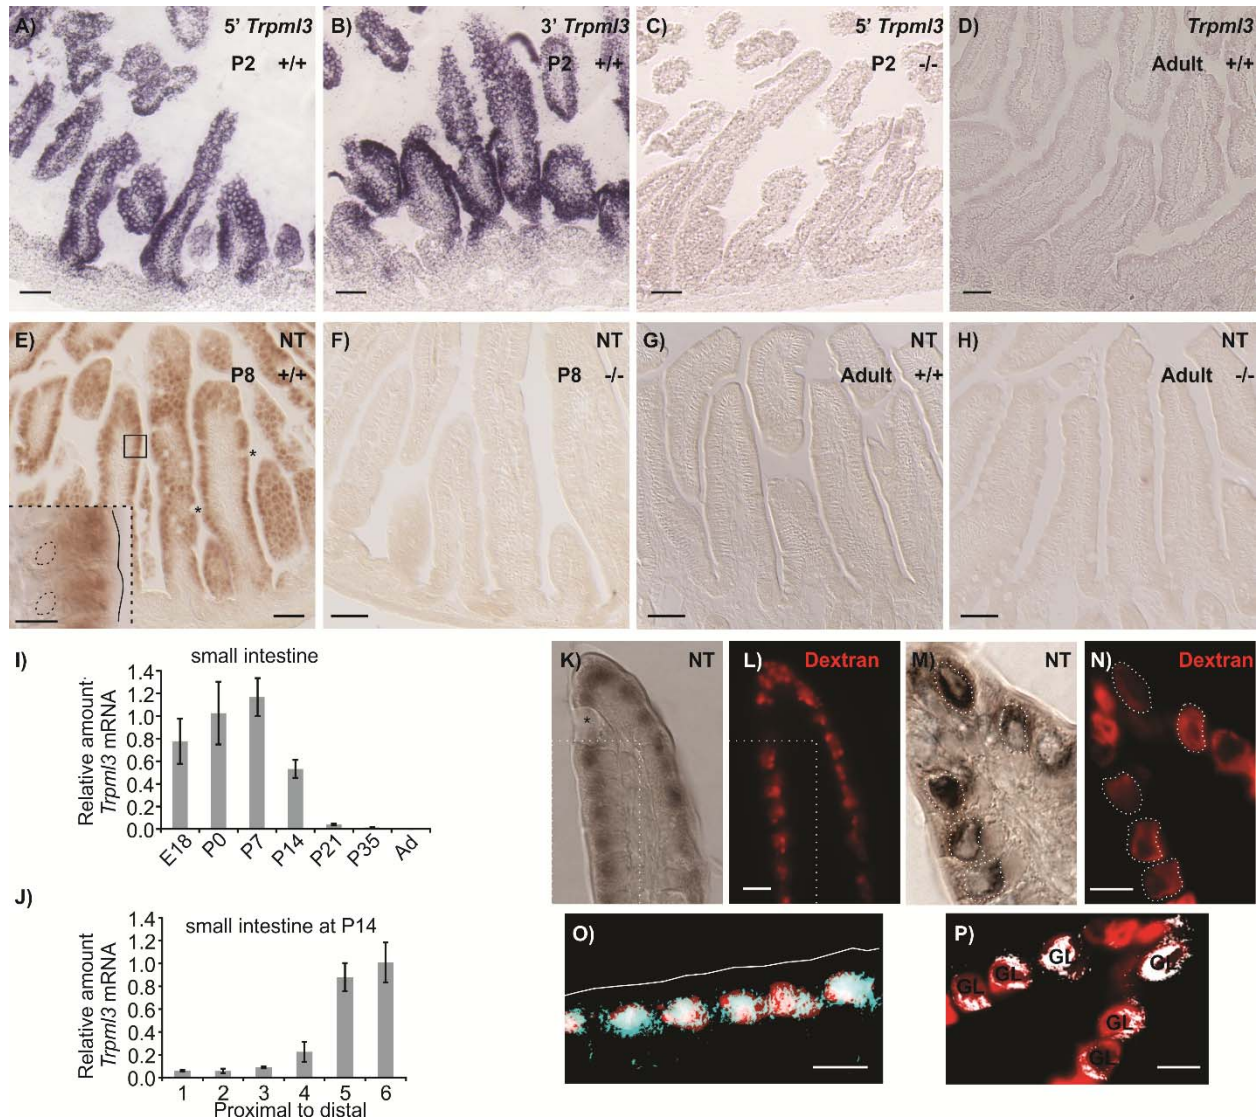 A) 5' Trpml3
P2 +/+
B) 3' Trpml3
P2 +/+
C) 5' Trpml3
P2 -/-
D) Trpml3
Adult +/+
E) NT
P8 +/+
*
*
F) NT
P8 -/-
G) NT
Adult +/+
H) NT
Adult -/-
I)
small intestine
Relative amount
Trpml3 mRNA
1.4
1.2
1.0
0.8
0.6
0.4
0.2
0.0
E18 P0 P7 P14 P21 P35 Ad
J)
small intestine at P14
Relative amount
Trpml3 mRNA
1.4
1.2
1.0
0.8
0.6
0.4
0.2
0.0
1 2 3 4 5 6
Proximal to distal
K) NT
*
L) Dextran
M) NT
N) Dextran
O)
P)
GL
GL
GL
GL
GL
GL